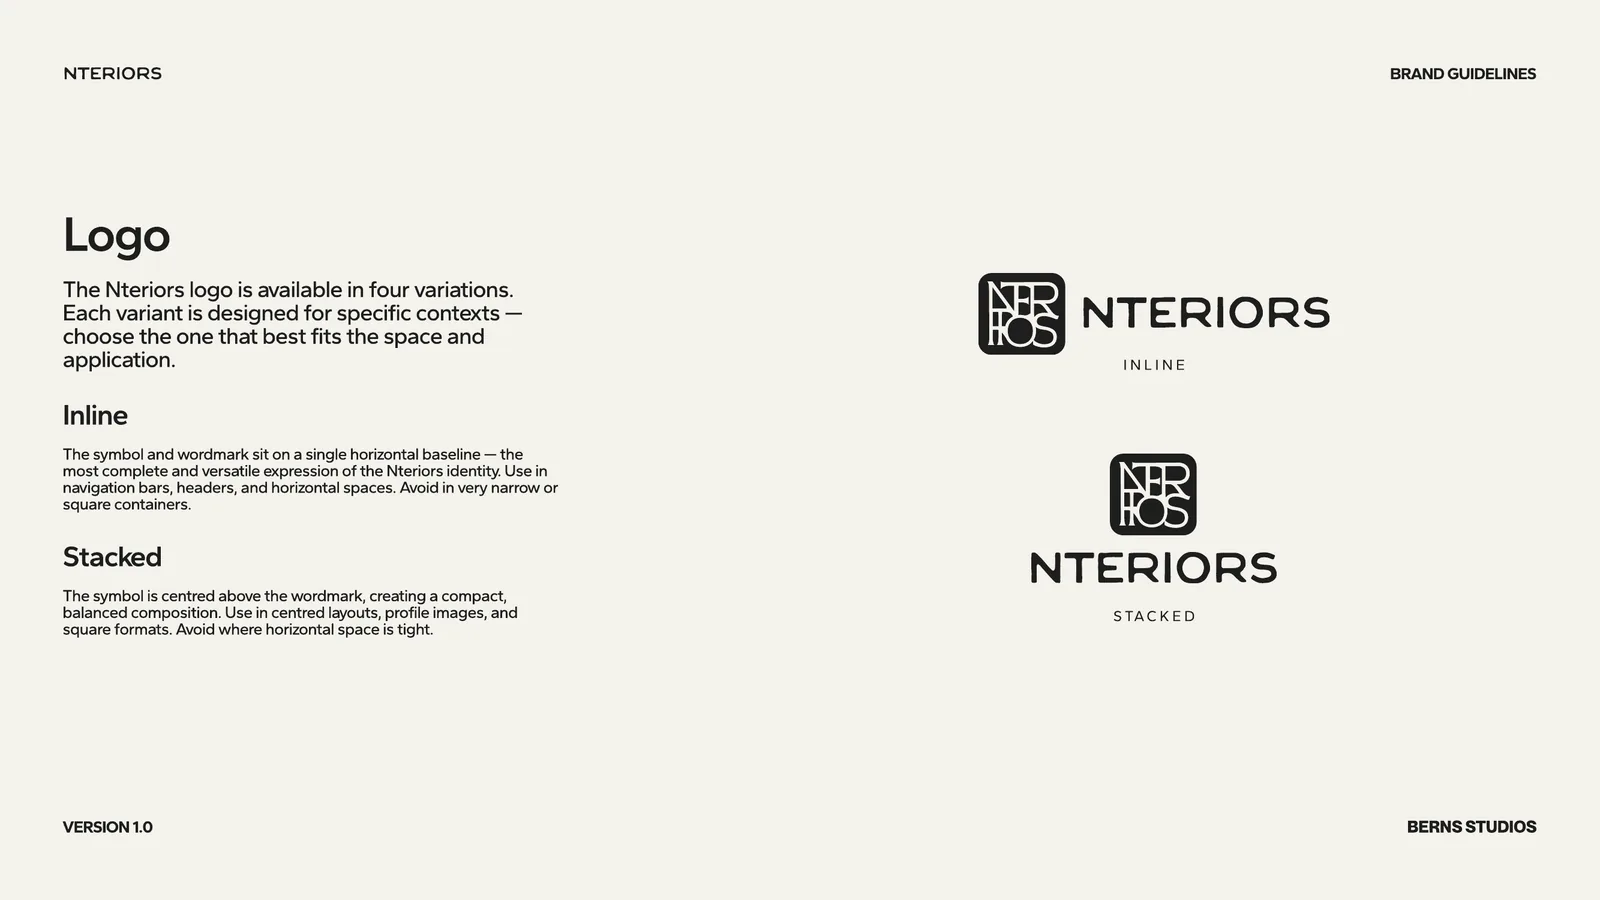 NTERIORS
BRAND GUIDELINES
Logo
The Nteriors logo is available in four variations.
Each variant is designed for specific contexts —
choose the one that best fits the space and
application.
Inline
The symbol and wordmark sit on a single horizontal baseline — the
most complete and versatile expression of the Nteriors identity. Use in
navigation bars, headers, and horizontal spaces. Avoid in very narrow or
square containers.
Stacked
The symbol is centred above the wordmark, creating a compact,
balanced composition. Use in centred layouts, profile images, and
square formats. Avoid where horizontal space is tight.
NTERIORS
INLINE
NTERIORS
STACKED
VERSION 1.0
BERNS STUDIOS